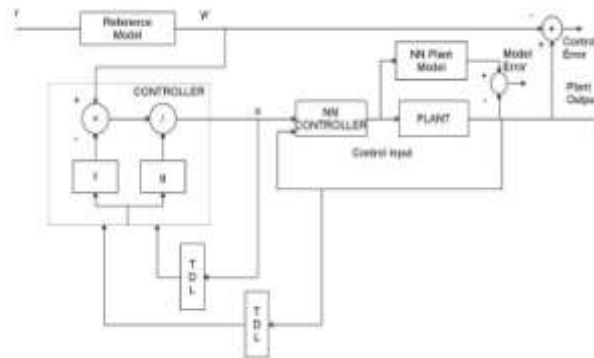 r
Reference
Model
Control
Error
NN Plant
Model
Model
Error
Plant
Output
CONTROLLER
NN
CONTROLLER
PLANT
Control Input
f
g
T
D
L
T
D
L